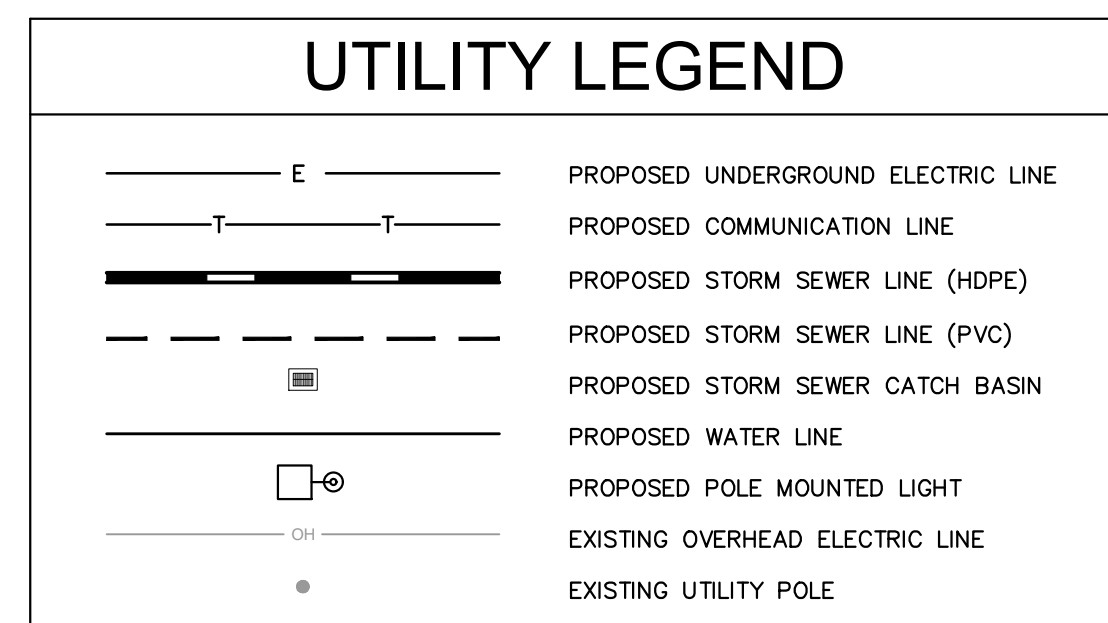 UTILITY LEGEND
E PROPOSED UNDERGROUND ELECTRIC LINE
T T PROPOSED COMMUNICATION LINE
PROPOSED STORM SEWER LINE (HDPE)
PROPOSED STORM SEWER LINE (PVC)
PROPOSED STORM SEWER CATCH BASIN
PROPOSED WATER LINE
PROPOSED POLE MOUNTED LIGHT
OH EXISTING OVERHEAD ELECTRIC LINE
EXISTING UTILITY POLE